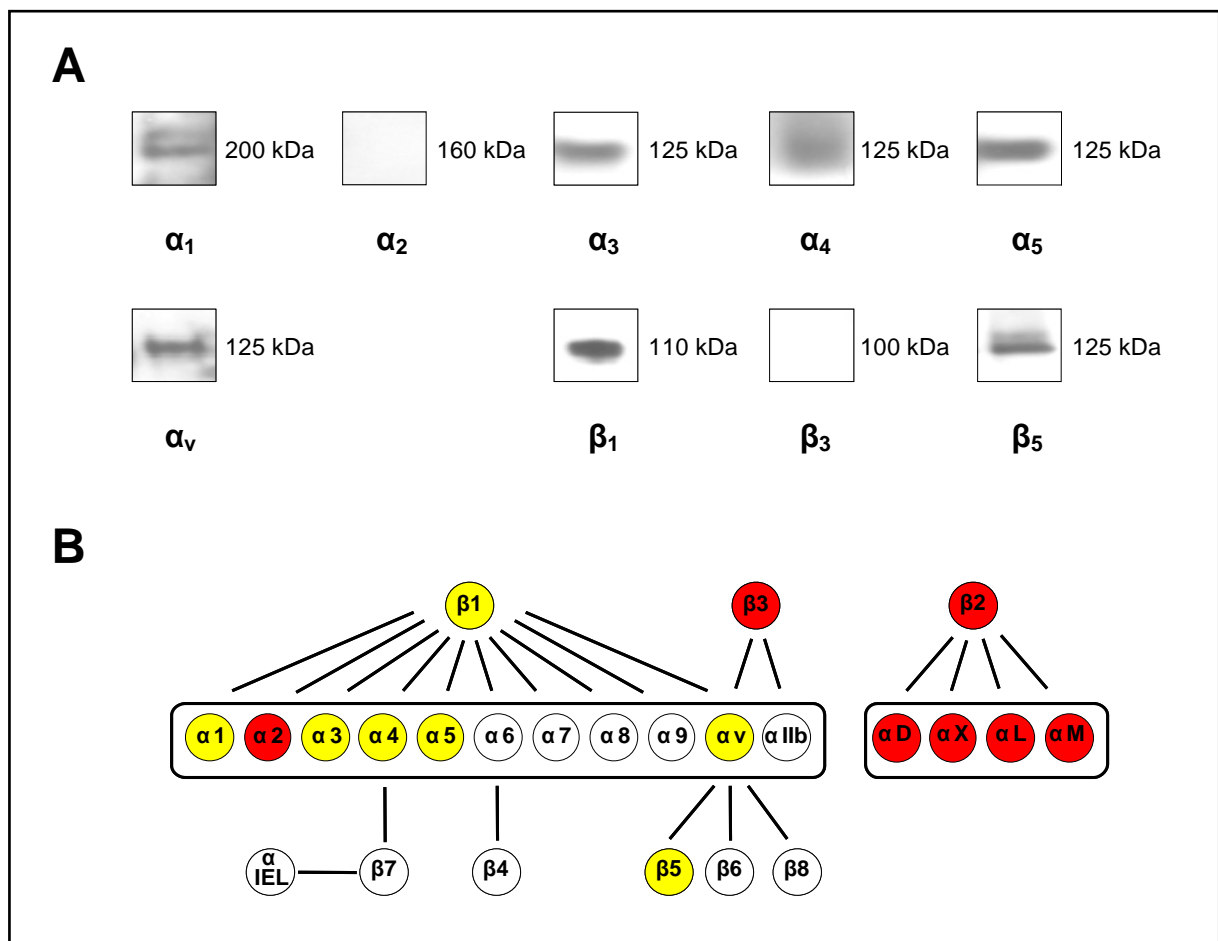 A
200 kDa 160 kDa 125 kDa 125 kDa 125 kDa
α1 α2 α3 α4 α5
125 kDa 110 kDa 100 kDa 125 kDa
αv β1 β3 β5
B
β1 β3 β2
α 1 α 2 α 3 α 4 α 5 α 6 α 7 α 8 α 9 α v α IIb α D α X α L α M
α
IEL β7 β4 β5 β6 β8